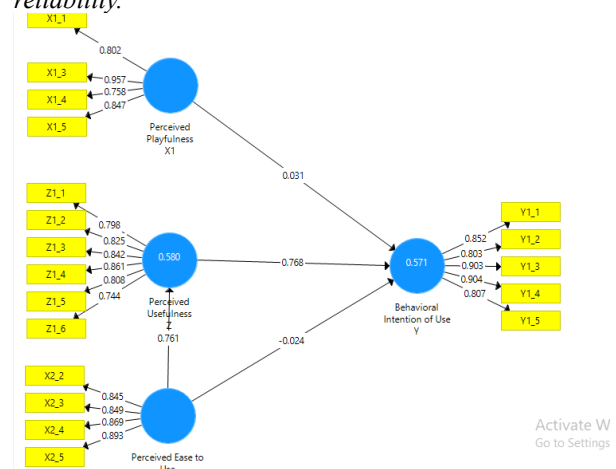 reliability.
X1_1
0.802
X1_3
0.957
X1_4
0.758
X1_5
0.847
Perceived
Playfulness
X1
0.031
Z1_1
0.798
Z1_2
0.825
Z1_3
0.842
Z1_4
0.861
Z1_5
0.808
Z1_6
0.744
0.580
Perceived
Usefulness
Z
0.768
0.761
0.571
Behavioral
Intention of Use
Y
Y1_1
0.852
Y1_2
0.803
Y1_3
0.903
Y1_4
0.904
Y1_5
0.807
-0.024
X2_2
0.845
X2_3
0.849
X2_4
0.869
X2_5
0.893
Perceived Ease to
Use
Activate W
Go to Settings